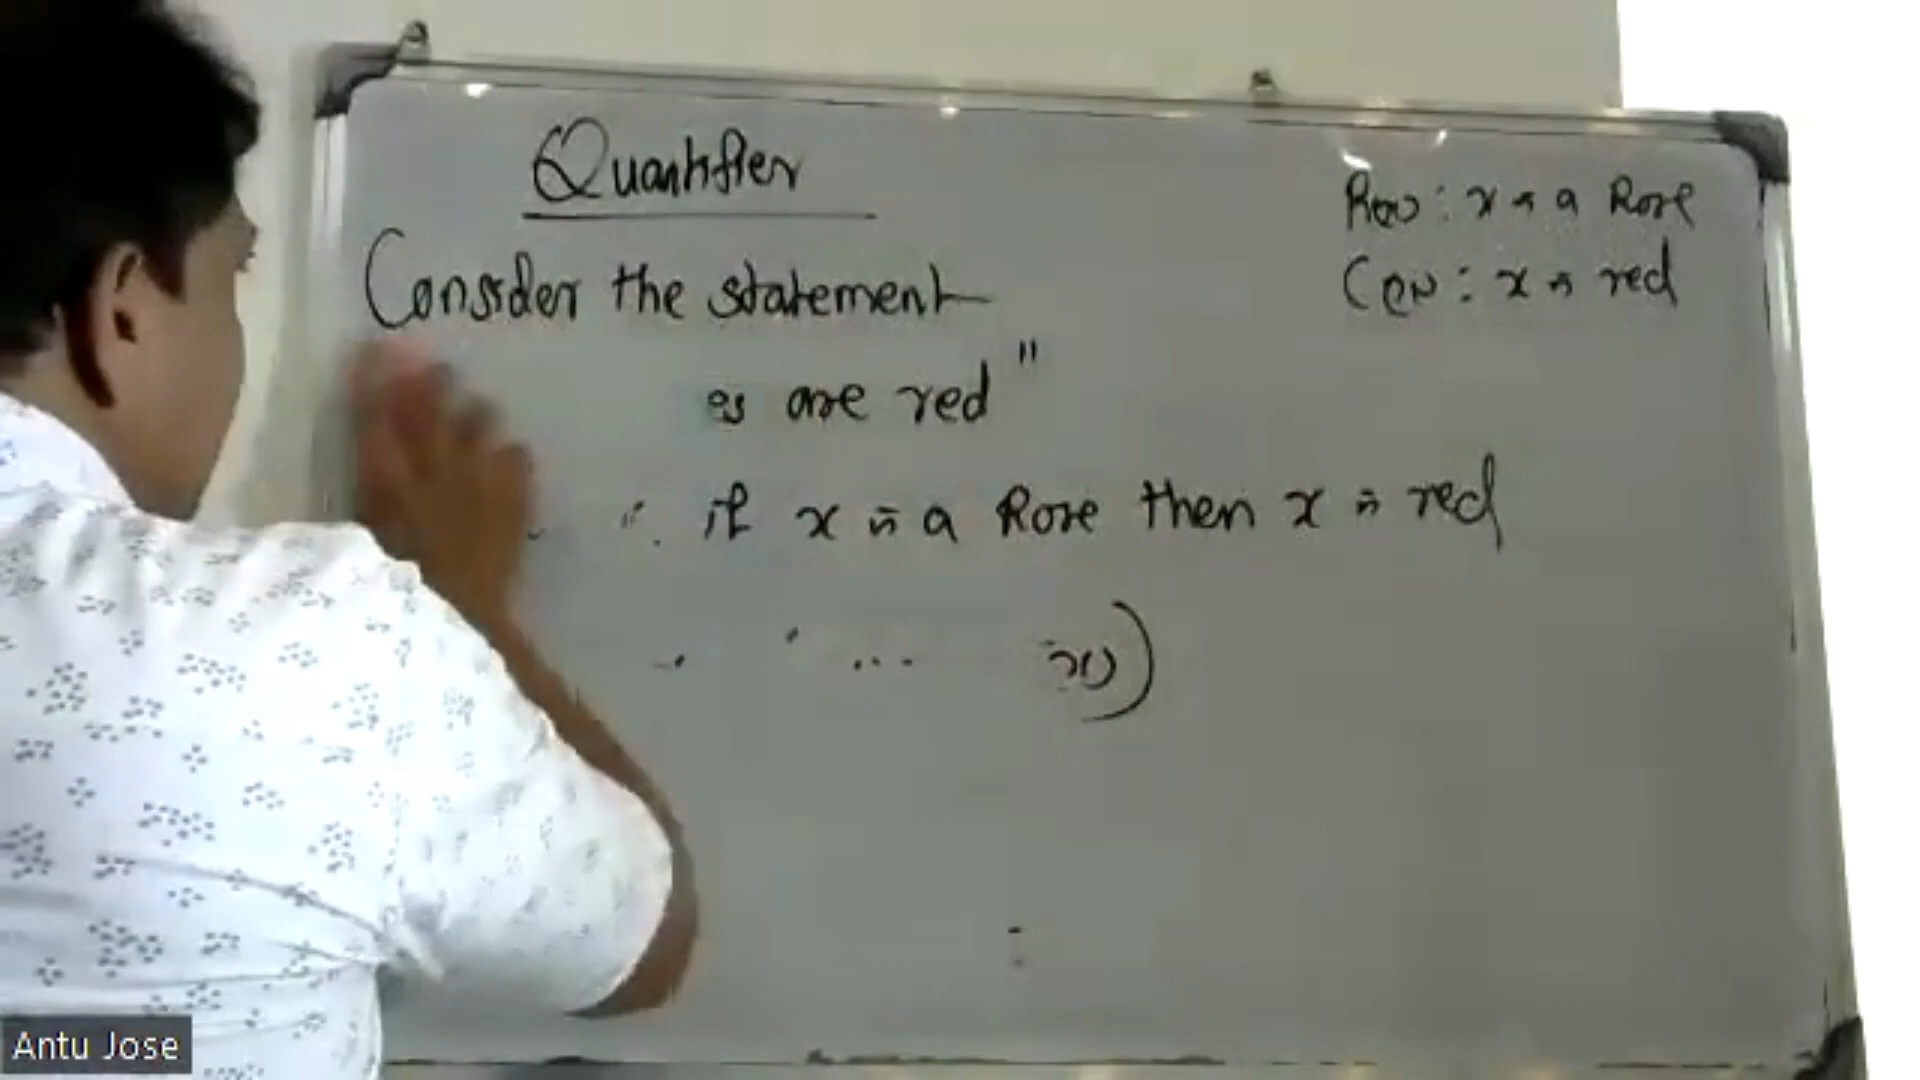 Quantifier
Consider the statement
es are red"
if x is a Rose then x is red
x))
R(x) : x is a Rose
C(x) : x is red
Antu Jose